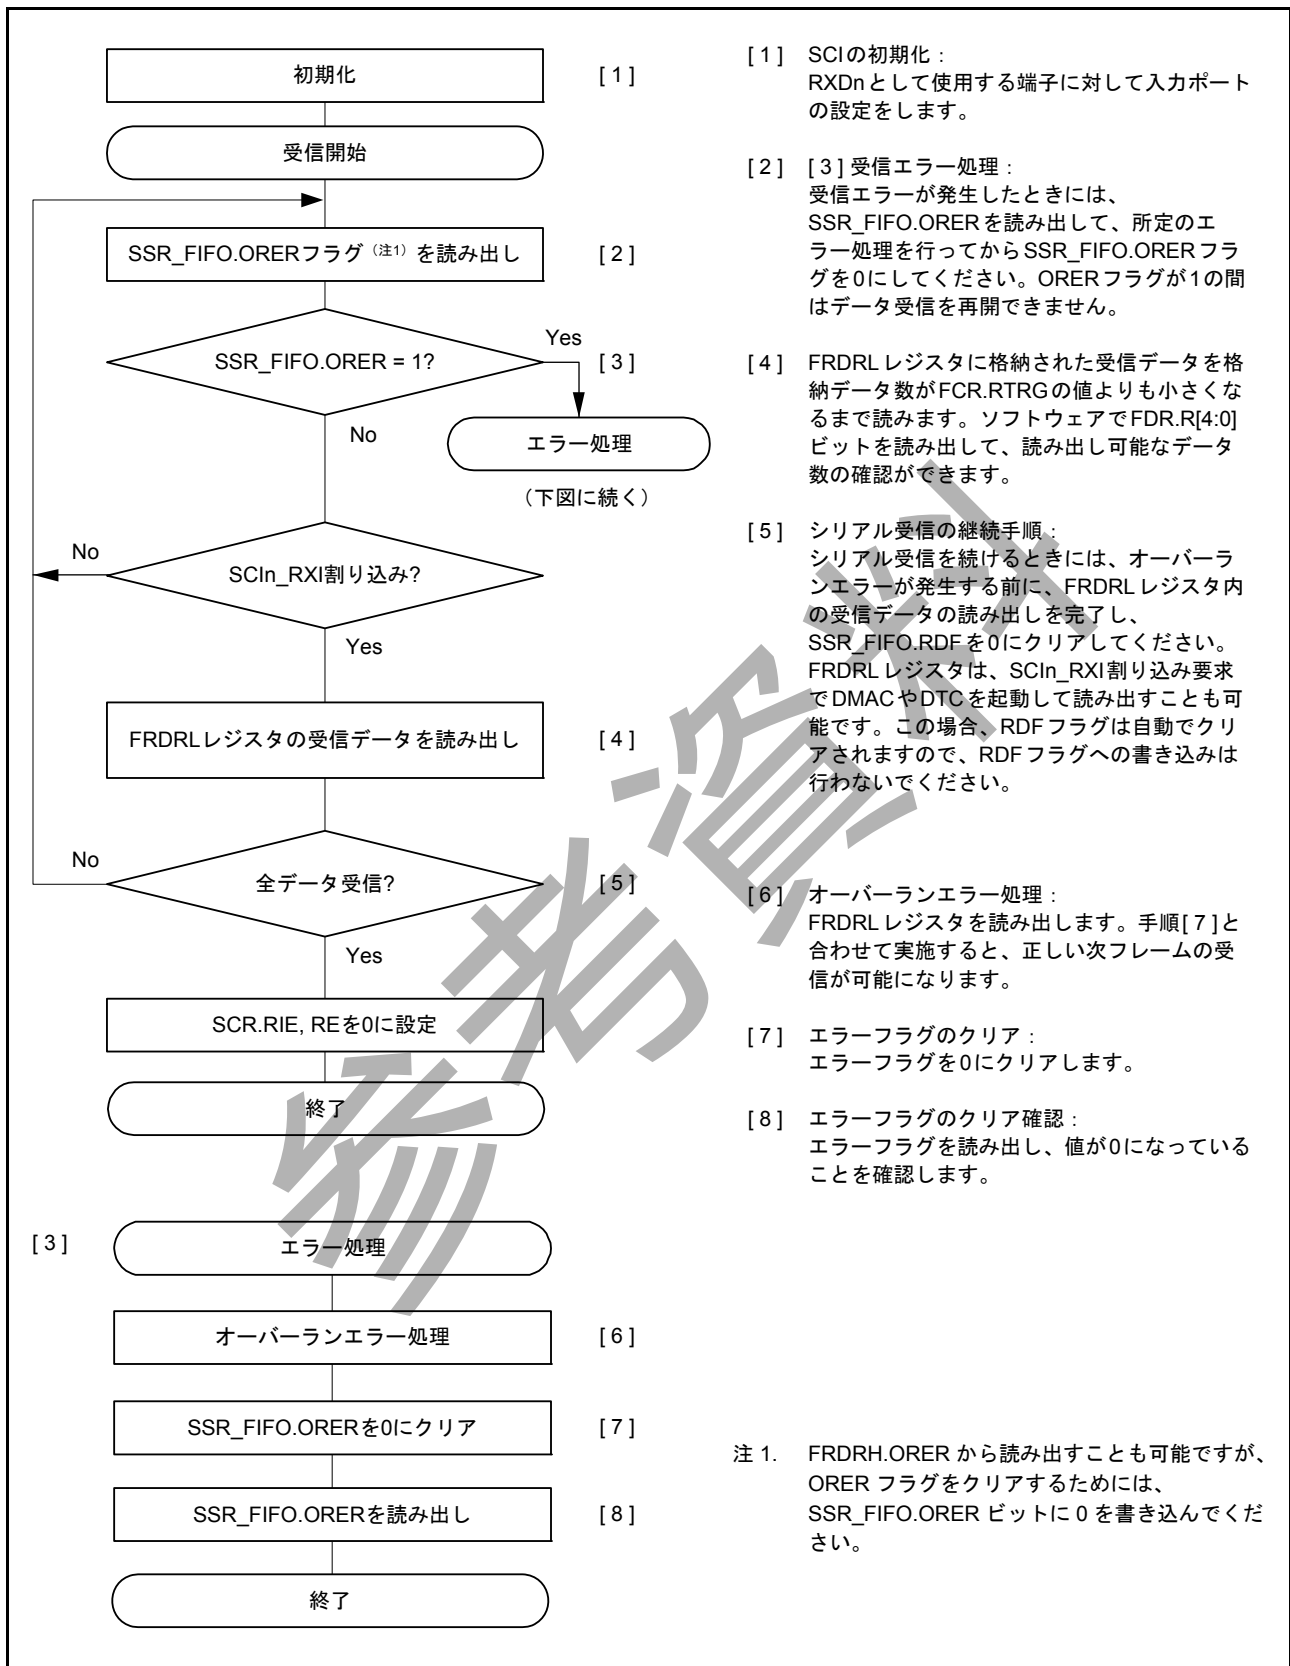 初期化
[ 1 ]
受信開始
SSR_FIFO.ORERフラグ（注1）を読み出し
[ 2 ]
SSR_FIFO.ORER = 1?
Yes
[ 3 ]
No
エラー処理
（下図に続く）
SCIn_RXI割り込み?
No
Yes
FRDRLレジスタの受信データを読み出し
[ 4 ]
全データ受信?
No
[ 5 ]
Yes
SCR.RIE, REを0に設定
終了
[ 3 ]
エラー処理
オーバーランエラー処理
[ 6 ]
SSR_FIFO.ORERを0にクリア
[ 7 ]
SSR_FIFO.ORERを読み出し
[ 8 ]
終了
[ 1 ] SCIの初期化：
RXDnとして使用する端子に対して入力ポート
の設定をします。
[ 2 ] [ 3 ] 受信エラー処理：
受信エラーが発生したときには、
SSR_FIFO.ORERを読み出して、所定のエ
ラー処理を行ってからSSR_FIFO.ORERフラ
グを0にしてください。ORERフラグが1の間
はデータ受信を再開できません。
[ 4 ] FRDRLレジスタに格納された受信データを格
納データ数がFCR.RTRGの値よりも小さくな
るまで読みます。ソフトウェアでFDR.R[4:0]
ビットを読み出して、読み出し可能なデータ
数の確認ができます。
[ 5 ] シリアル受信の継続手順：
シリアル受信を続けるときには、オーバーラ
ンエラーが発生する前に、FRDRLレジスタ内
の受信データの読み出しを完了し、
SSR_FIFO.RDFを0にクリアしてください。
FRDRLレジスタは、SCIn_RXI割り込み要求
でDMACやDTCを起動して読み出すことも可
能です。この場合、RDFフラグは自動でクリ
アされますので、RDFフラグへの書き込みは
行わないでください。
[ 6 ] オーバーランエラー処理：
FRDRLレジスタを読み出します。手順[ 7 ]と
合わせて実施すると、正しい次フレームの受
信が可能になります。
[ 7 ] エラーフラグのクリア：
エラーフラグを0にクリアします。
[ 8 ] エラーフラグのクリア確認：
エラーフラグを読み出し、値が0になっている
ことを確認します。
注 1. FRDRH.ORER から読み出すことも可能ですが、
ORER フラグをクリアするためには、
SSR_FIFO.ORER ビットに 0 を書き込んでくだ
さい。
参考資料